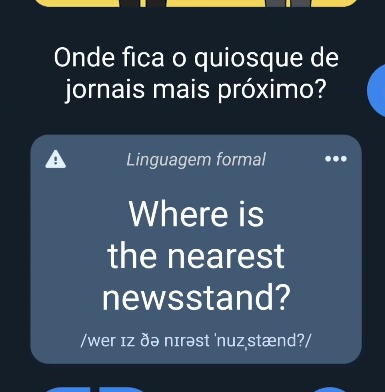 Onde fica o quiosque de
jornais mais próximo?
Linguagem formal
Where is
the nearest
newsstand?
/wer ɪz ðə nɪrəst ˈnuzˌstænd?/